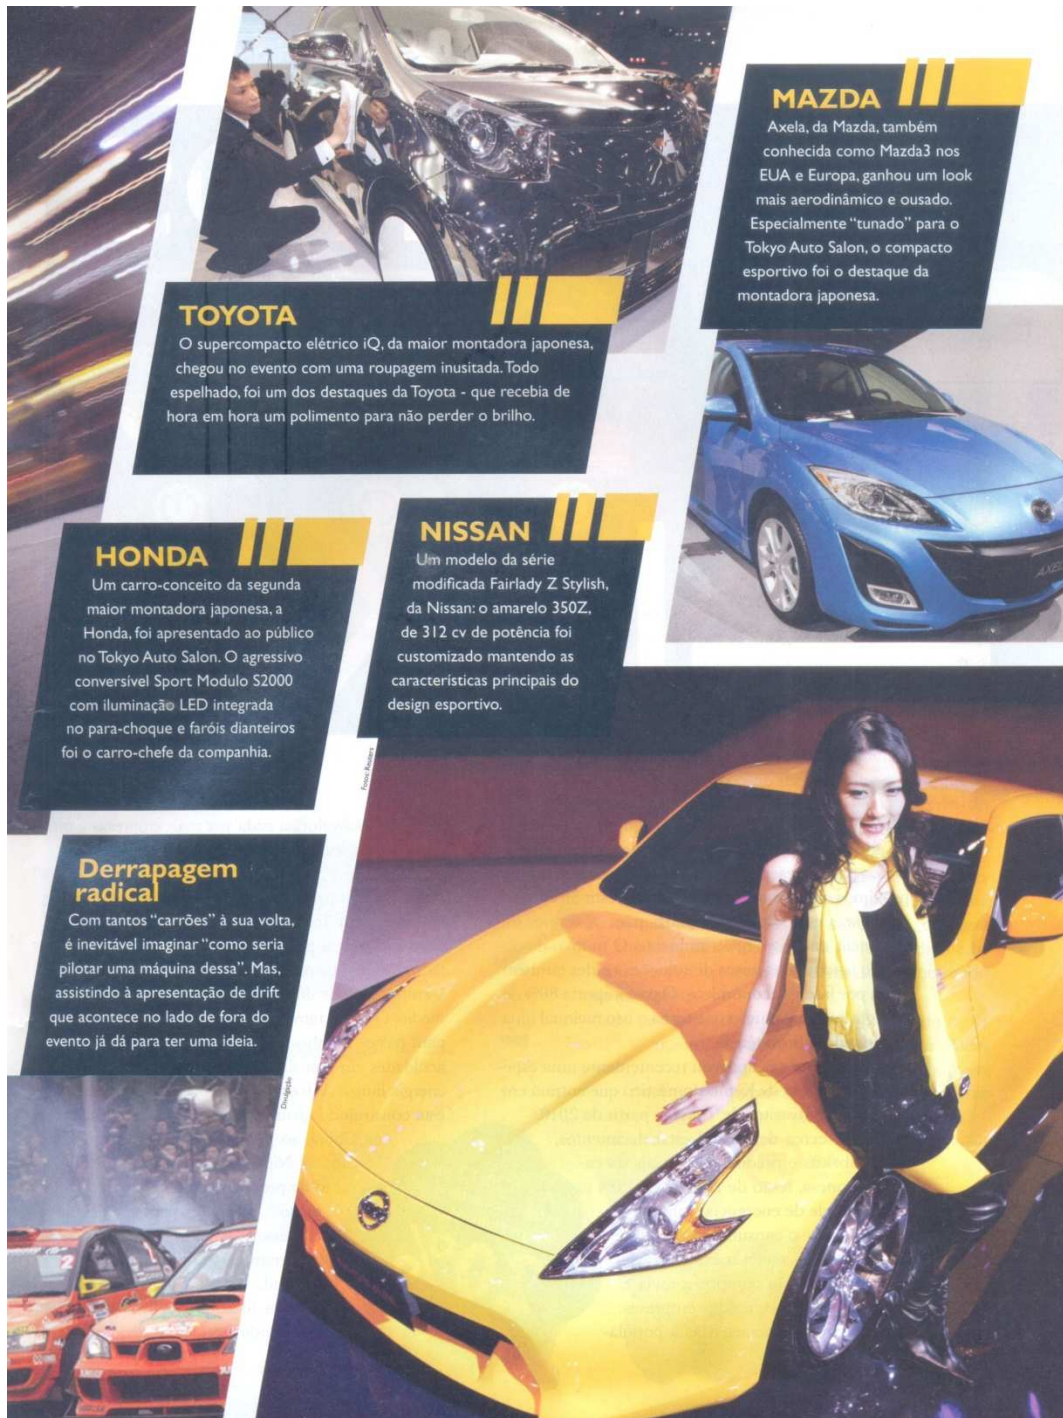 MAZDA
Axela, da Mazda, também
conhecida como Mazda3 nos
EUA e Europa, ganhou um look
mais aerodinâmico e ousado.
Especialmente “tunado” para o
Tokyo Auto Salon, o compacto
esportivo foi o destaque da
montadora japonesa.
TOYOTA
O supercompacto elétrico iQ, da maior montadora japonesa,
chegou no evento com uma roupagem inusitada. Todo
espelhado, foi um dos destaques da Toyota - que recebia de
hora em hora um polimento para não perder o brilho.
HONDA
Um carro-conceito da segunda
maior montadora japonesa, a
Honda, foi apresentado ao público
no Tokyo Auto Salon. O agressivo
conversivel Sport Modulo S2000
com iluminação LED integrada
no para-choque e faróis dianteiros
foi o carro-chefe da companhia.
NISSAN
Um modelo da série
modificada Fairlady Z Stylish,
da Nissan: o amarelo 350Z,
de 312 cv de potência foi
customizado mantendo as
características principais do
design esportivo.
Fotos: Reuters
Derrapagem
radical
Com tantos “carrões” à sua volta,
é inevitável imaginar “como seria
pilotar uma máquina dessa”. Mas,
assistindo à apresentação de drift
que acontece no lado de fora do
evento já dá para ter uma ideia.
Divulgação